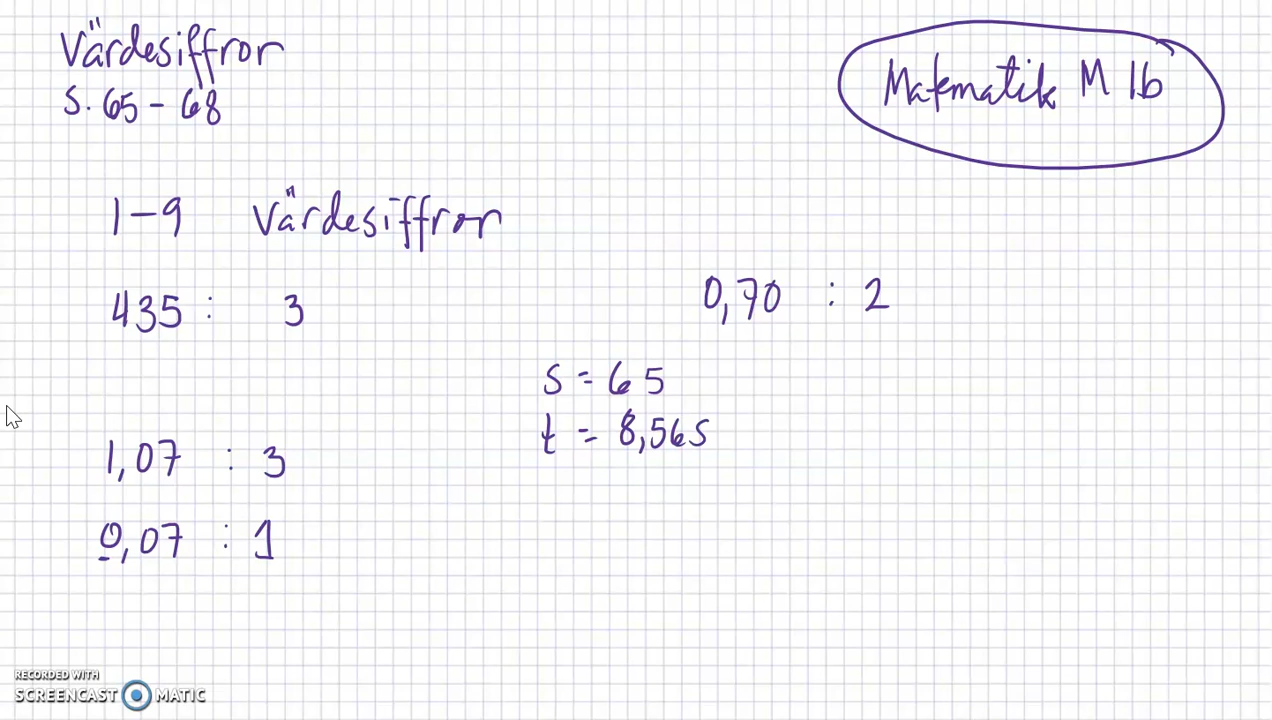 Värdesiffror
s. 65 - 68
Matematik M 1b
1-9 Värdesiffror
435 : 3
0,70 : 2
s = 65
t = 8,56s
1,07 : 3
0,07 : 1
RECORDED WITH
SCREENCAST MATIC